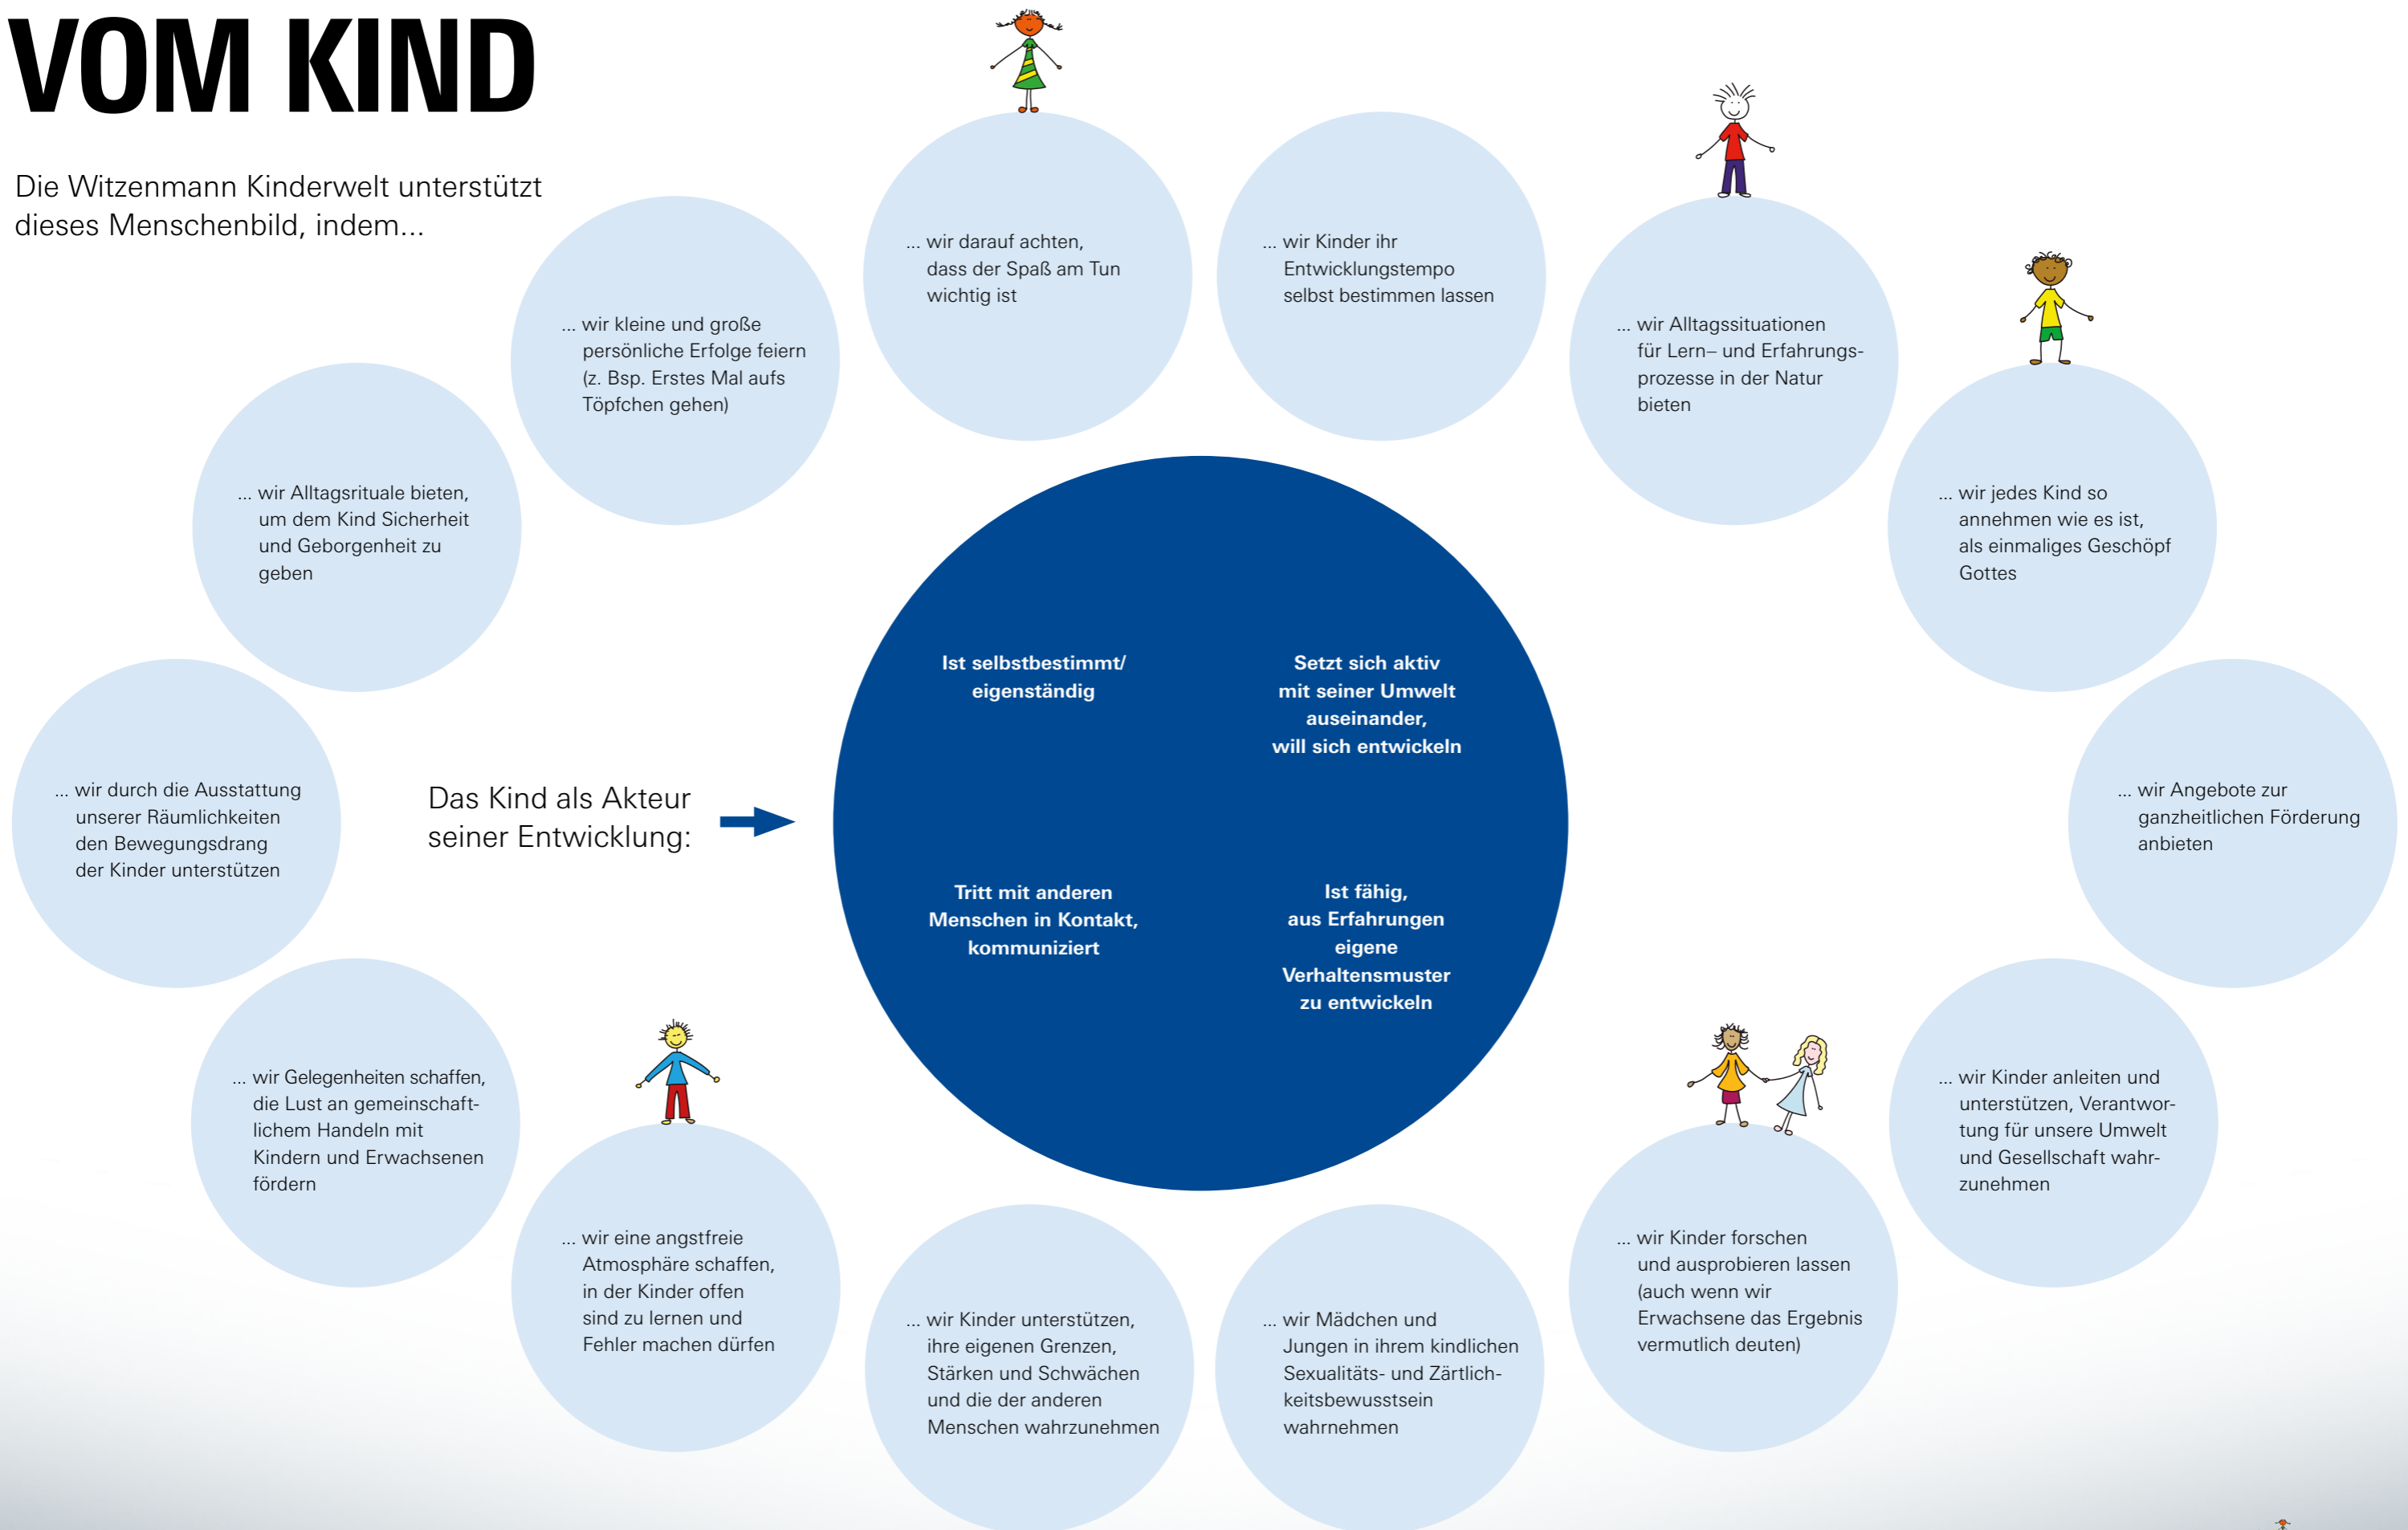 VOM KIND
Die Witzenmann Kinderwelt unterstützt
dieses Menschenbild, indem...
... wir darauf achten,
dass der Spaß am Tun
wichtig ist
... wir Kinder ihr
Entwicklungstempo
selbst bestimmen lassen
... wir Alltagssituationen
für Lern– und Erfahrungs-
prozesse in der Natur
bieten
... wir jedes Kind so
annehmen wie es ist,
als einmaliges Geschöpf
Gottes
... wir Angebote zur
ganzheitlichen Förderung
anbieten
... wir Kinder anleiten und
unterstützen, Verantwor-
tung für unsere Umwelt
und Gesellschaft wahr-
zunehmen
... wir Kinder forschen
und ausprobieren lassen
(auch wenn wir
Erwachsene das Ergebnis
vermutlich deuten)
... wir Mädchen und
Jungen in ihrem kindlichen
Sexualitäts- und Zärtlich-
keitsbewusstsein
wahrnehmen
... wir Kinder unterstützen,
ihre eigenen Grenzen,
Stärken und Schwächen
und die der anderen
Menschen wahrzunehmen
... wir eine angstfreie
Atmosphäre schaffen,
in der Kinder offen
sind zu lernen und
Fehler machen dürfen
... wir Gelegenheiten schaffen,
die Lust an gemeinschaft-
lichem Handeln mit
Kindern und Erwachsenen
fördern
... wir durch die Ausstattung
unserer Räumlichkeiten
den Bewegungsdrang
der Kinder unterstützen
... wir Alltagsrituale bieten,
um dem Kind Sicherheit
und Geborgenheit zu
geben
... wir kleine und große
persönliche Erfolge feiern
(z. Bsp. Erstes Mal aufs
Töpfchen gehen)
Das Kind als Akteur
seiner Entwicklung:
Ist selbstbestimmt/
eigenständig
Setzt sich aktiv
mit seiner Umwelt
auseinander,
will sich entwickeln
Tritt mit anderen
Menschen in Kontakt,
kommuniziert
Ist fähig,
aus Erfahrungen
eigene
Verhaltensmuster
zu entwickeln